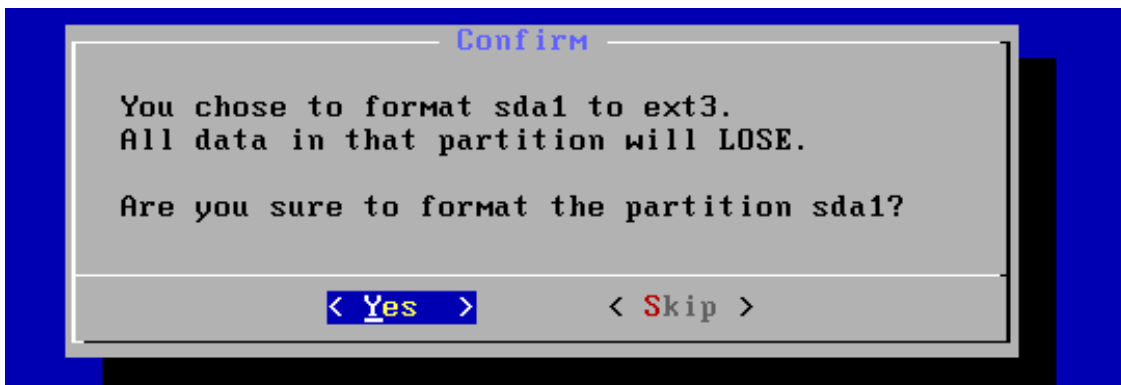 Confirm
You chose to format sda1 to ext3.
All data in that partition will LOSE.
Are you sure to format the partition sda1?
< Yes > < Skip >